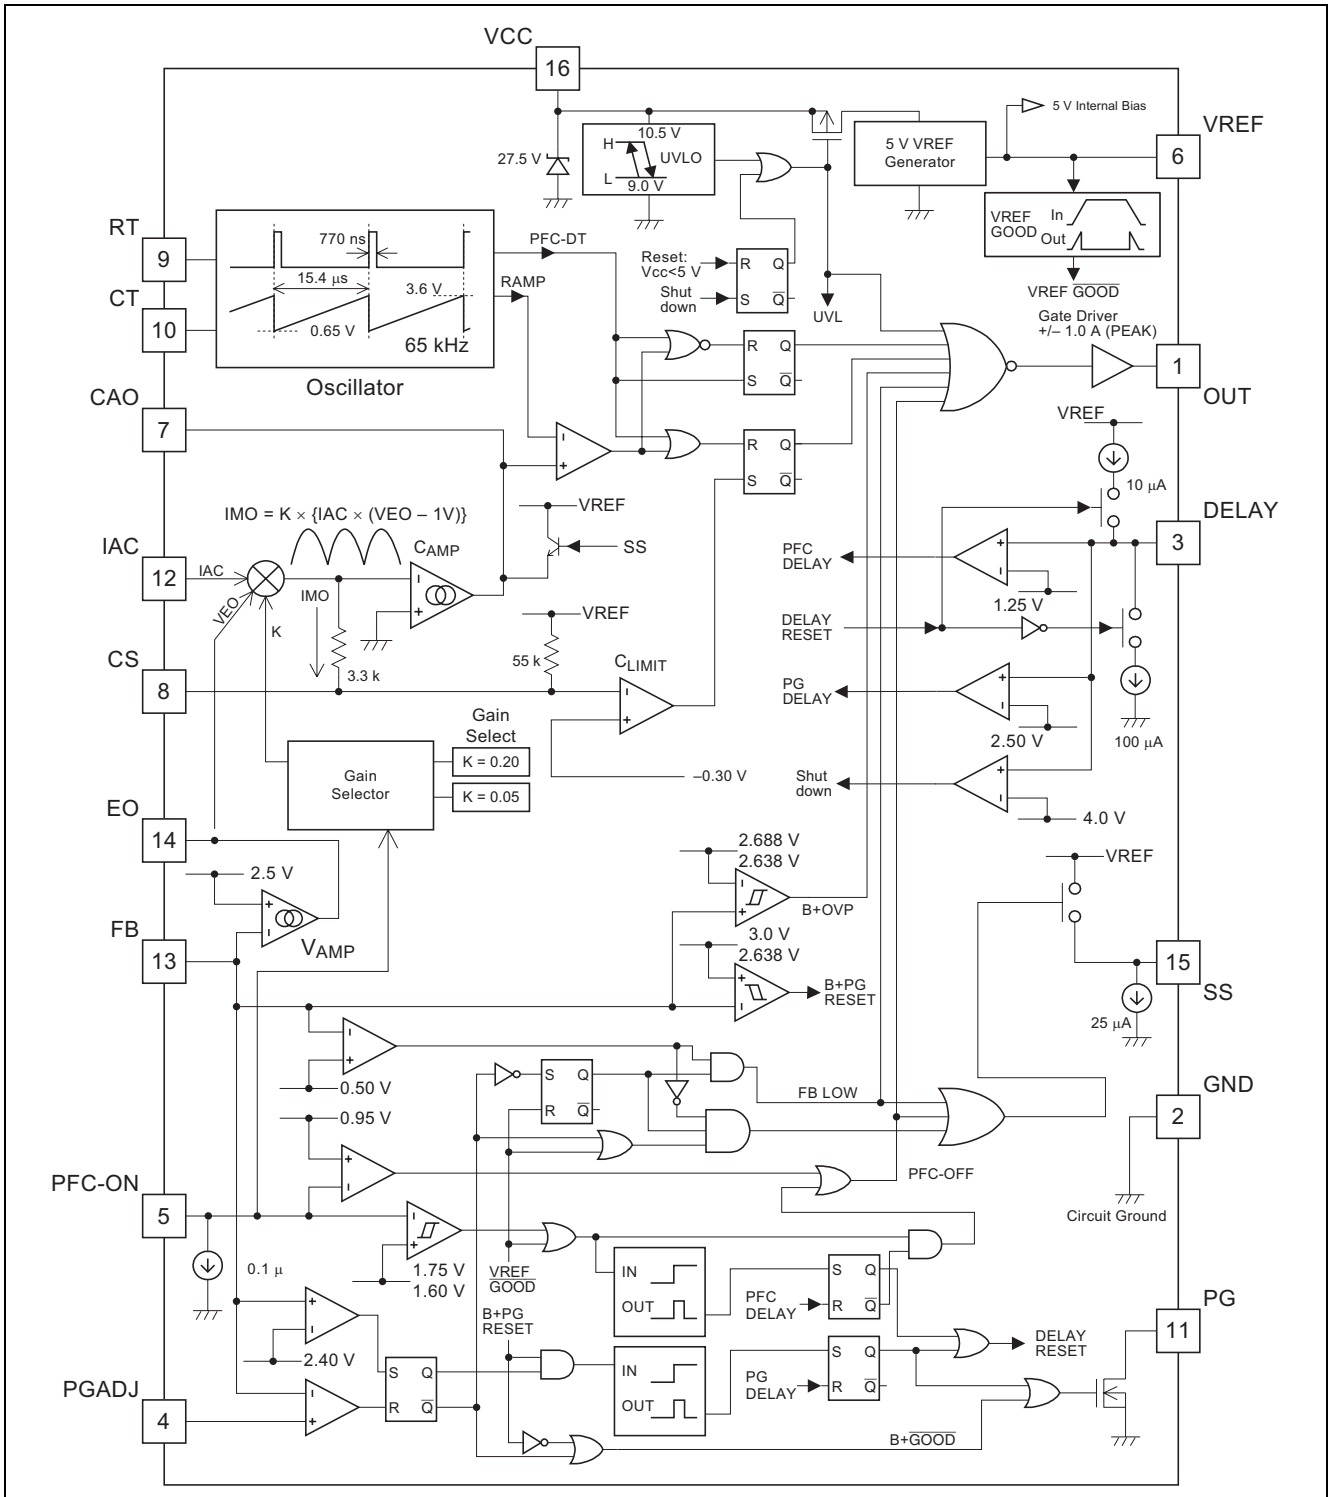 VCC
16
VREF
6
5 V Internal Bias
27.5 V
10.5 V
H
UVLO
L
9.0 V
5 V VREF
Generator
VREF
GOOD
In
Out
VREF GOOD
RT
9
CT
10
770 ns
15.4 µs
3.6 V
0.65 V
65 kHz
Oscillator
PFC-DT
RAMP
Reset:
Vcc<5 V
Shut
down
R
Q
S
Q
UVL
Gate Driver
+/– 1.0 A (PEAK)
1
OUT
R
Q
S
Q
CAO
7
R
Q
S
Q
VREF
10 µA
DELAY
3
IMO = K × {IAC × (VEO – 1V)}
IAC
12
IAC
VEO
IMO
K
CAMP
VREF
SS
VREF
55 k
3.3 k
CS
8
CLIMIT
–0.30 V
PFC
DELAY
1.25 V
DELAY
RESET
PG
DELAY
2.50 V
100 µA
Shut
down
4.0 V
Gain
Select
K = 0.20
K = 0.05
Gain
Selector
EO
14
2.5 V
VAMP
FB
13
2.688 V
2.638 V
B+OVP
3.0 V
2.638 V
B+PG
RESET
VREF
15
SS
25 µA
0.50 V
0.95 V
S
Q
R
Q
FB LOW
GND
2
Circuit Ground
PFC-ON
5
0.1 µ
1.75 V
1.60 V
VREF
GOOD
PFC-OFF
IN
OUT
PFC
DELAY
S
Q
R
Q
B+PG
RESET
2.40 V
S
Q
R
Q
PGADJ
4
IN
OUT
PG
DELAY
S
Q
R
Q
DELAY
RESET
B+GOOD
PG
11